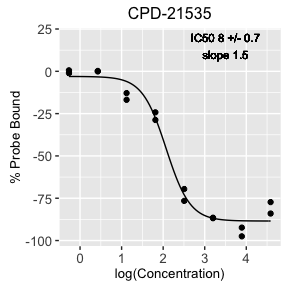 CPD-21535
IC50 8 +/- 0.7
slope 1.5
25
0
-25
-50
-75
-100
% Probe Bound
0 1 2 3 4
log(Concentration)